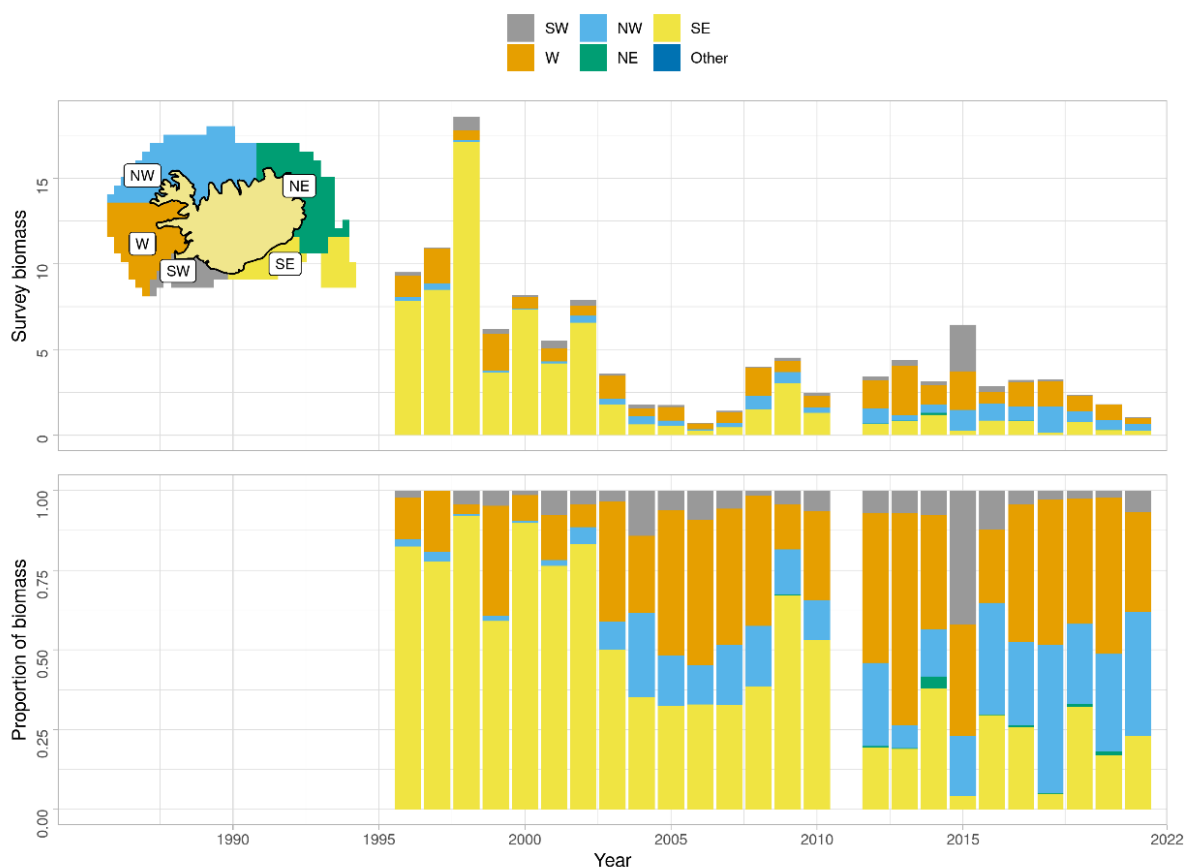 SW NW SE
W NE Other
Survey biomass
15
10
5
0
NW
NE
W
SW
SE
Proportion of biomass
1.00
0.75
0.50
0.25
0.00
1990 1995 2000 2005 2010 2015 2022
Year